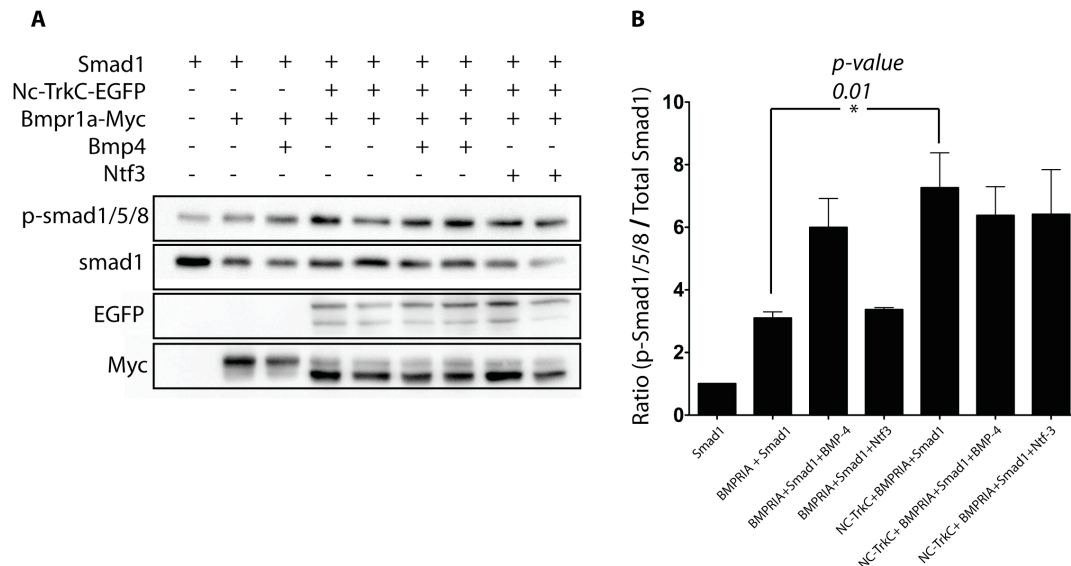 A
Smad1 + + + + + + + + +
Nc-TrkC-EGFP - - - + + + + + +
Bmpr1a-Myc - + + + + + + + +
Bmp4 - - + - - + + - -
Ntf3 - - - - - - - + +
p-smad1/5/8
smad1
EGFP
Myc
B
p-value
0.01
*
Ratio (p-Smad1/5/8 / Total Smad1)
10
8
6
4
2
0
Smad1
BMPRIA + Smad1
BMPRIA+Smad1+BMP-4
BMPRIA+Smad1+Ntf3
NC-TrkC+BMPRIA+Smad1
NC-TrkC+ BMPRIA+Smad1+BMP-4
NC-TrkC+ BMPRIA+Smad1+Ntf-3